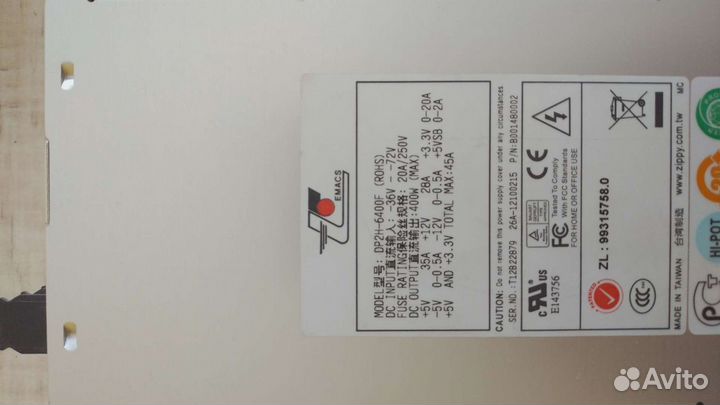 EMACS
MODEL型号: DP2H-6400F (ROHS)
DC INPUT直流输入: -36V - -72V
FUSE RATING保险丝规格: 20A/250V
DC OUTPUT直流输出:400W (MAX)
+5V 35A +12V 28A +3.3V 0-20A
-5V 0-0.5A -12V 0-0.5A +5VSB 0-2A
+5V AND +3.3V TOTAL MAX:45A
CAUTION: Do not remove this power supply cover under any circumstances
SER.NO.: T12B22879 26A-12100215 P/N:B001480002
c UR US
E143756
FC
Tested To Comply
With FCC Standards
FOR HOME OR OFFICE USE
CE
ZL : 99315758.0
PATENTED
CCC
MADE IN TAIWAN 台湾制造 www.zippy.com.tw MC
HI-POT
Avito